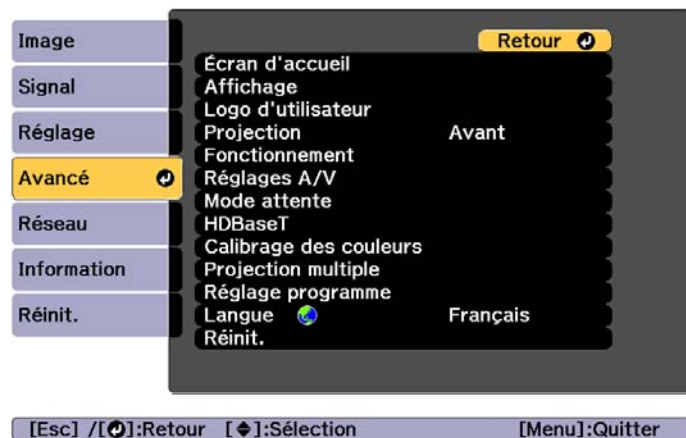 Image
Signal
Réglage
Avancé
Réseau
Information
Réinit.
Retour
Écran d'accueil
Affichage
Logo d'utilisateur
Projection Avant
Fonctionnement
Réglages A/V
Mode attente
HDBaseT
Calibrage des couleurs
Projection multiple
Réglage programme
Langue Français
Réinit.
[Esc] /[ ]:Retour [ ]:Sélection [Menu]:Quitter